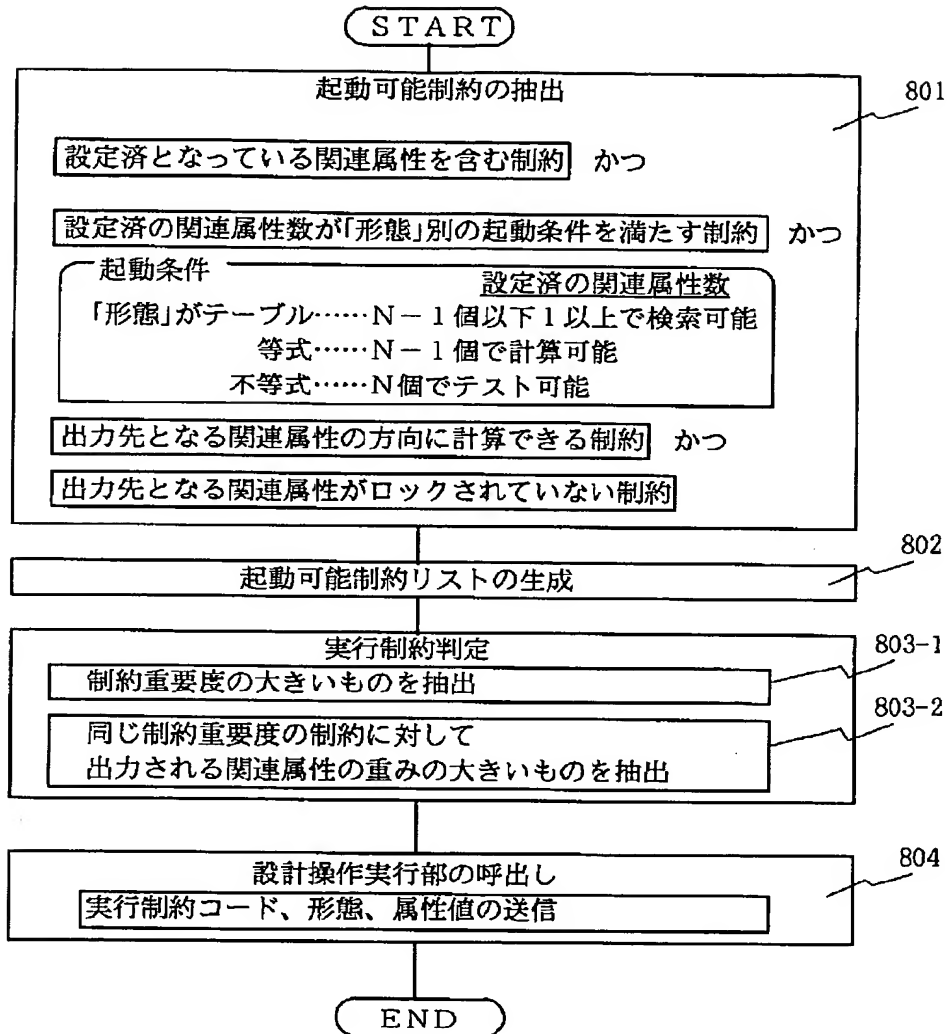 START
起動可能制約の抽出
801
設定済となっている関連属性を含む制約 かつ
設定済の関連属性数が「形態」別の起動条件を満たす制約 かつ
起動条件
設定済の関連属性数
「形態」がテーブル……N－1個以下1以上で検索可能
等式……N－1個で計算可能
不等式……N個でテスト可能
出力先となる関連属性の方向に計算できる制約 かつ
出力先となる関連属性がロックされていない制約
802
起動可能制約リストの生成
実行制約判定
803-1
制約重要度の大きいものを抽出
803-2
同じ制約重要度の制約に対して
出力される関連属性の重みの大きいものを抽出
804
設計操作実行部の呼出し
実行制約コード、形態、属性値の送信
END